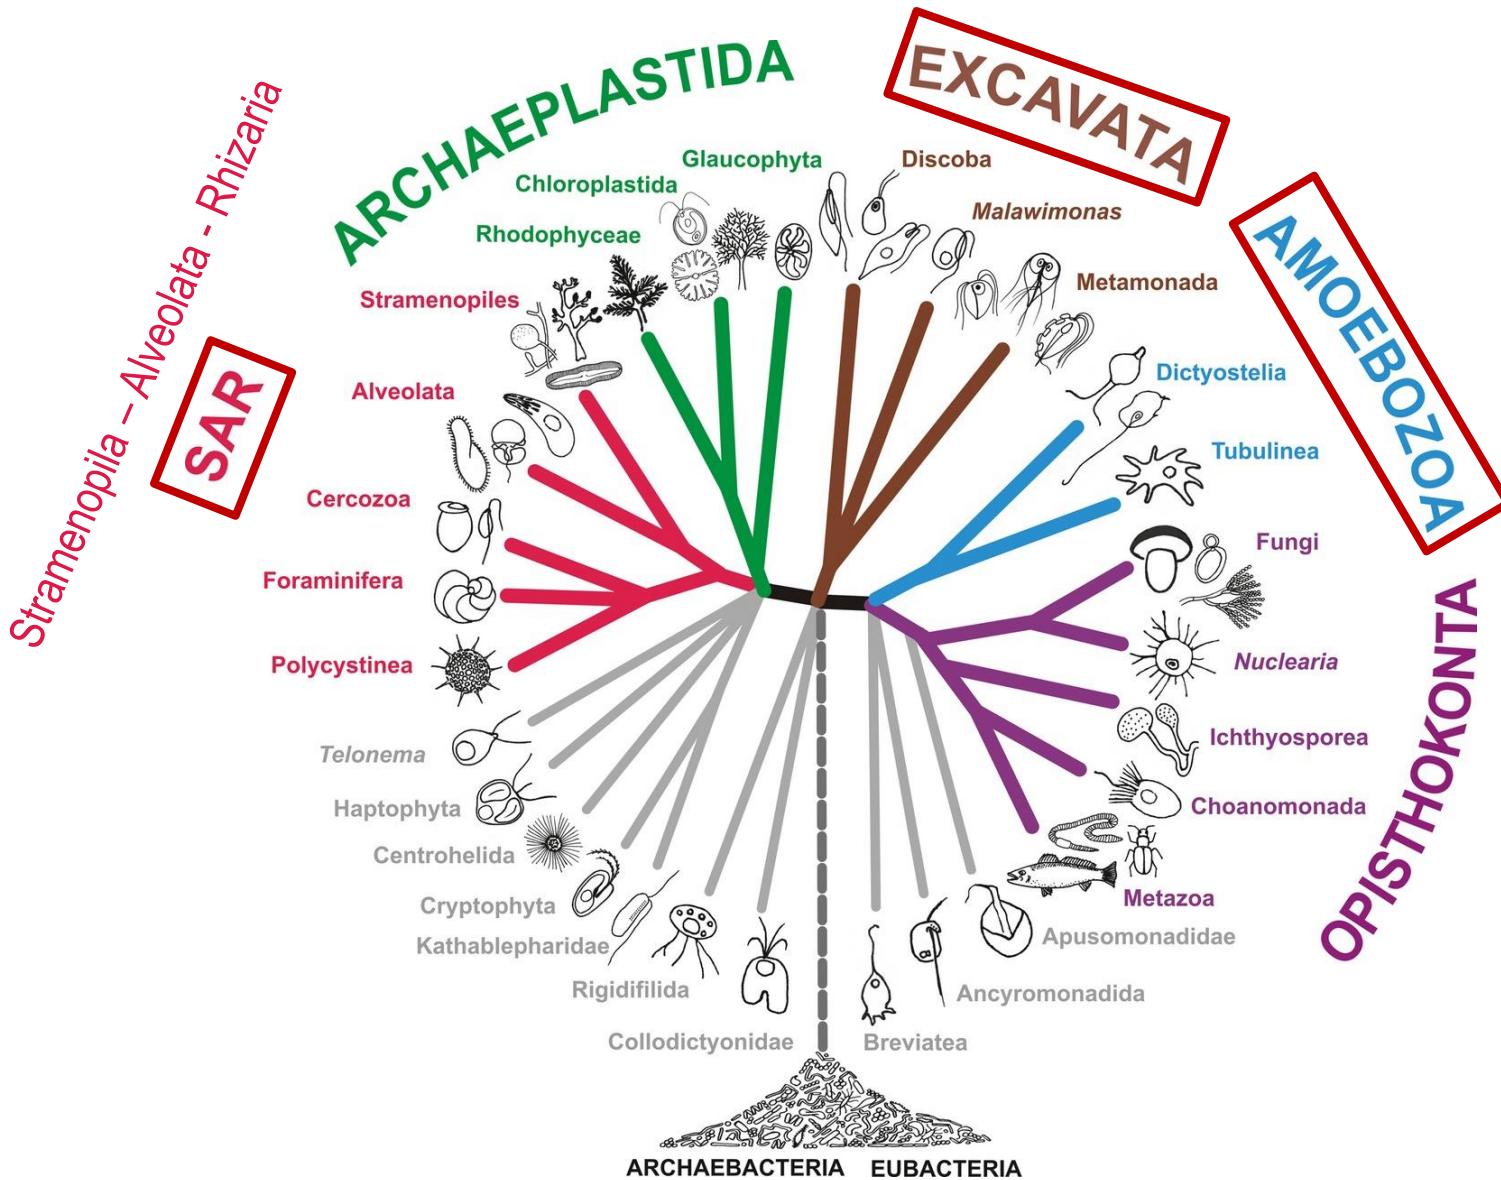 Stramenopila – Alveolata - Rhizaria
SAR
ARCHAEPLASTIDA
EXCAVATA
AMOEBOZOA
OPISTHOKONTA
Glaucophyta
Chloroplastida
Rhodophyceae
Stramenopiles
Alveolata
Cercozoa
Foraminifera
Polycystinea
Telonema
Haptophyta
Centrohelida
Cryptophyta
Kathablepharidae
Rigidifilida
Collodictyonidae
Discoba
Malawimonas
Metamonada
Dictyostelia
Tubulinea
Fungi
Nuclearia
Ichthyosporea
Choanomonada
Metazoa
Apusomonadidae
Ancyromonadida
Breviatea
ARCHAEBACTERIA EUBACTERIA